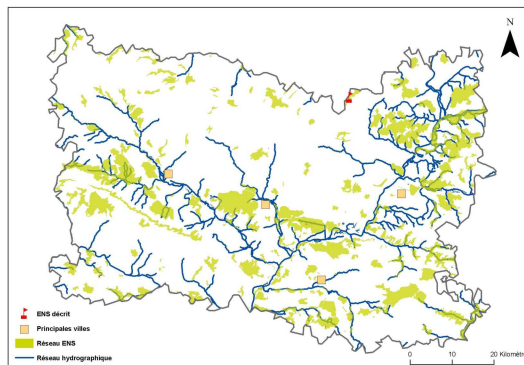 N
ENS décrit
Principales villes
Réseau ENS
Réseau hydrographique
0 10 20 Kilomèt